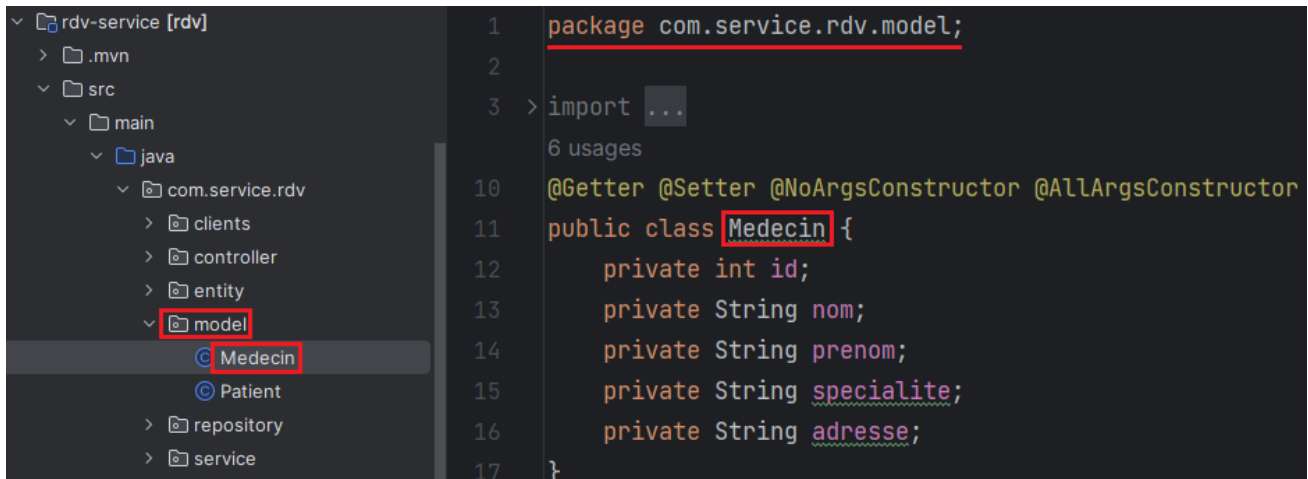 rdv-service [rdv]
.mvn
src
main
java
com.service.rdv
clients
controller
entity
model
Medecin
Patient
repository
service
1 package com.service.rdv.model;
2
3 import ...
6 usages
10 @Getter @Setter @NoArgsConstructor @AllArgsConstructor
11 public class Medecin {
12 private int id;
13 private String nom;
14 private String prenom;
15 private String specialite;
16 private String adresse;
17 }